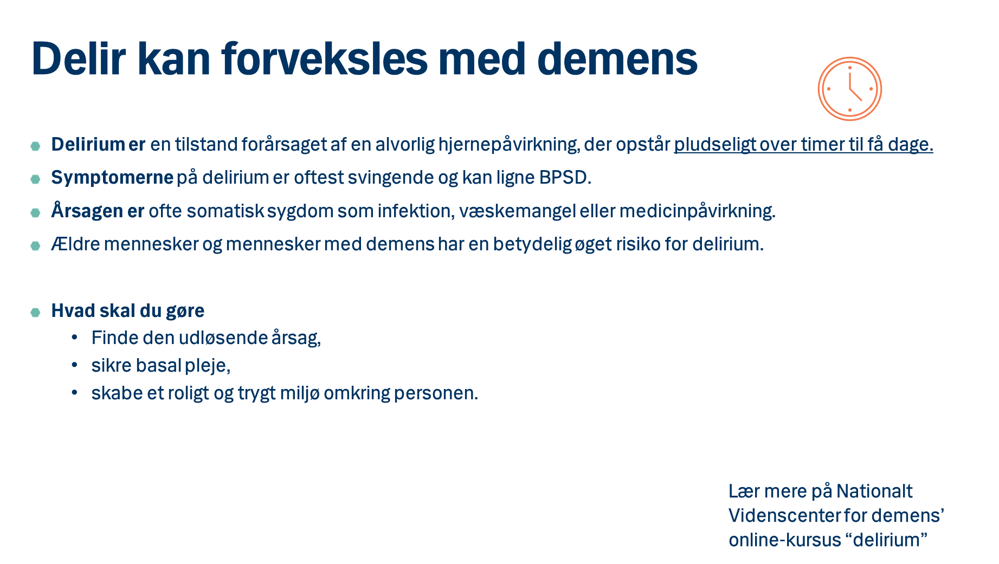 Delir kan forveksles med demens
Delirium er en tilstand forårsaget af en alvorlig hjernepåvirkning, der opstår pludseligt over timer til få dage.
Symptomerne på delirium er oftest svingende og kan ligne BPSD.
Årsagen er ofte somatisk sygdom som infektion, væskemangel eller medicinpåvirkning.
Ældre mennesker og mennesker med demens har en betydelig øget risiko for delirium.
Hvad skal du gøre
• Finde den udløsende årsag,
• sikre basal pleje,
• skabe et roligt og trygt miljø omkring personen.
Lær mere på Nationalt
Videnscenter for demens’
online-kursus “delirium”